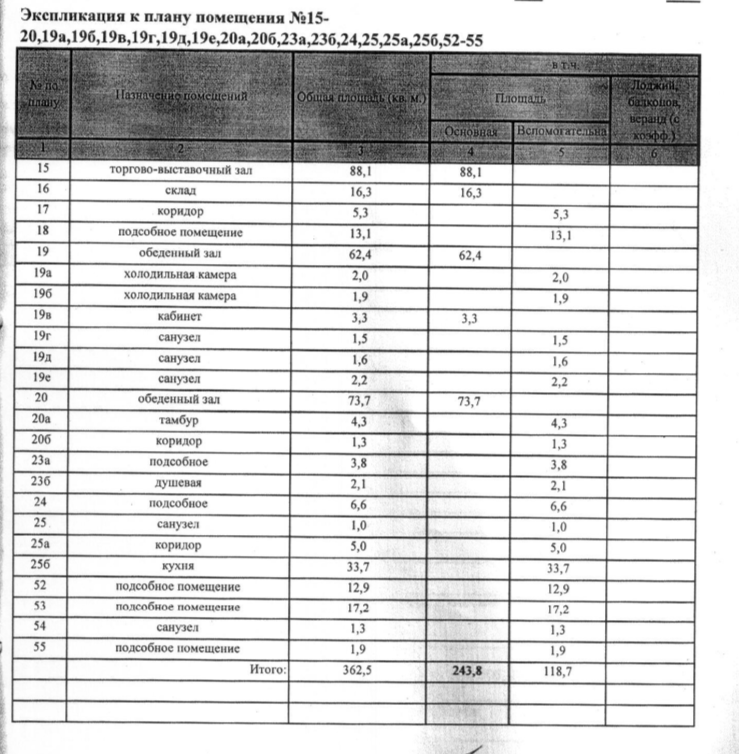 Экспликация к плану помещения №15-
20,19а,19б,19в,19г,19д,19е,20а,20б,23а,23б,24,25,25а,25б,52-55
№ по плану Назначение помещений Общая площадь (кв. м.) в т.ч.
Площадь Лоджий, балконов, веранд (с коэфф.)
Основная Вспомогательна
1 2 3 4 5 6
15 торгово-выставочный зал 88,1 88,1
16 склад 16,3 16,3
17 коридор 5,3 5,3
18 подсобное помещение 13,1 13,1
19 обеденный зал 62,4 62,4
19а холодильная камера 2,0 2,0
19б холодильная камера 1,9 1,9
19в кабинет 3,3 3,3
19г санузел 1,5 1,5
19д санузел 1,6 1,6
19е санузел 2,2 2,2
20 обеденный зал 73,7 73,7
20а тамбур 4,3 4,3
20б коридор 1,3 1,3
23а подсобное 3,8 3,8
23б душевая 2,1 2,1
24 подсобное 6,6 6,6
25 санузел 1,0 1,0
25а коридор 5,0 5,0
25б кухня 33,7 33,7
52 подсобное помещение 12,9 12,9
53 подсобное помещение 17,2 17,2
54 санузел 1,3 1,3
55 подсобное помещение 1,9 1,9
Итого: 362,5 243,8 118,7